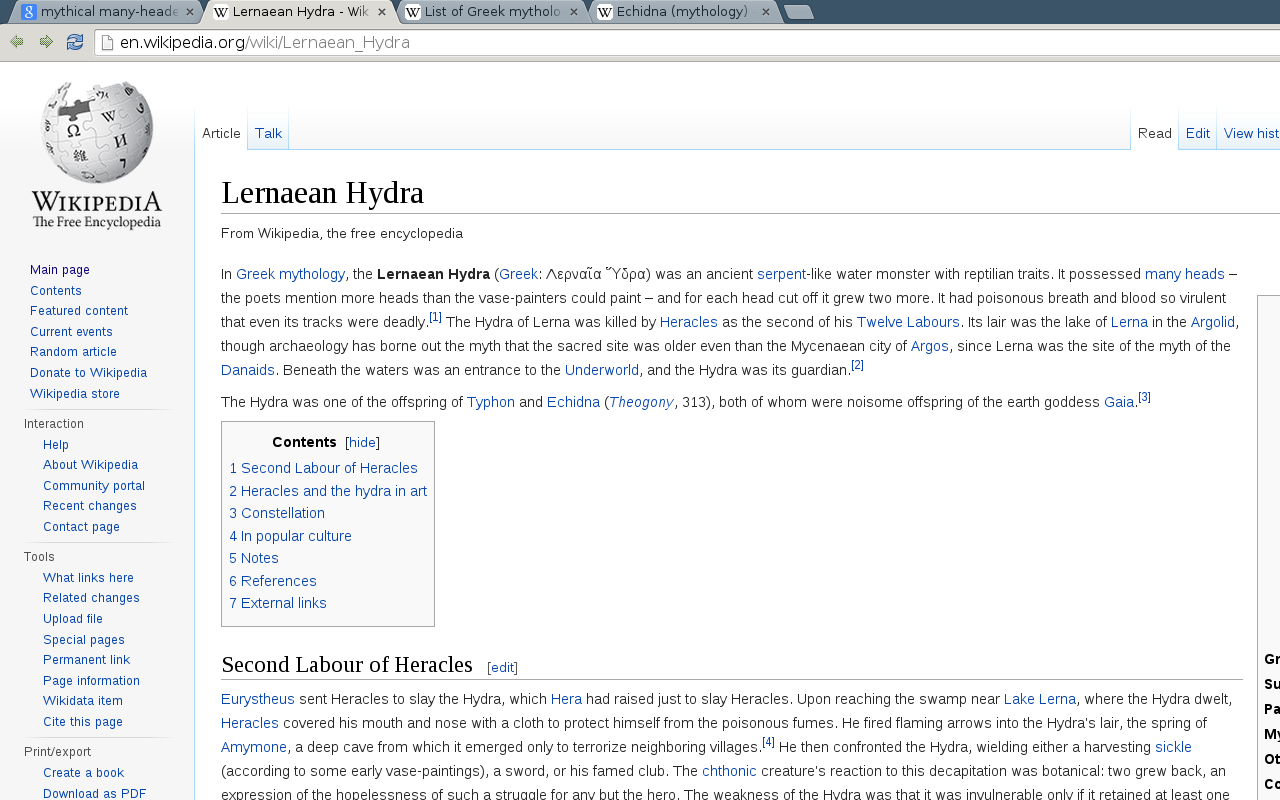 mythical many-heade
Lernaean Hydra - Wik
List of Greek mytholo
Echidna (mythology)
en.wikipedia.org/wiki/Lernaean_Hydra
WIKIPEDIA
The Free Encyclopedia
Main page
Contents
Featured content
Current events
Random article
Donate to Wikipedia
Wikipedia store
Interaction
Help
About Wikipedia
Community portal
Recent changes
Contact page
Tools
What links here
Related changes
Upload file
Special pages
Permanent link
Page information
Wikidata item
Cite this page
Print/export
Create a book
Download as PDF
Article Talk
Read Edit View hist
Lernaean Hydra
From Wikipedia, the free encyclopedia
In Greek mythology, the Lernaean Hydra (Greek: Λερναῖα Ὕδρα) was an ancient serpent-like water monster with reptilian traits. It possessed many heads –
the poets mention more heads than the vase-painters could paint – and for each head cut off it grew two more. It had poisonous breath and blood so virulent
that even its tracks were deadly.[1] The Hydra of Lerna was killed by Heracles as the second of his Twelve Labours. Its lair was the lake of Lerna in the Argolid,
though archaeology has borne out the myth that the sacred site was older even than the Mycenaean city of Argos, since Lerna was the site of the myth of the
Danaids. Beneath the waters was an entrance to the Underworld, and the Hydra was its guardian.[2]
The Hydra was one of the offspring of Typhon and Echidna (Theogony, 313), both of whom were noisome offspring of the earth goddess Gaia.[3]
Contents [hide]
1 Second Labour of Heracles
2 Heracles and the hydra in art
3 Constellation
4 In popular culture
5 Notes
6 References
7 External links
Second Labour of Heracles [edit]
Eurystheus sent Heracles to slay the Hydra, which Hera had raised just to slay Heracles. Upon reaching the swamp near Lake Lerna, where the Hydra dwelt,
Heracles covered his mouth and nose with a cloth to protect himself from the poisonous fumes. He fired flaming arrows into the Hydra's lair, the spring of
Amymone, a deep cave from which it emerged only to terrorize neighboring villages.[4] He then confronted the Hydra, wielding either a harvesting sickle
(according to some early vase-paintings), a sword, or his famed club. The chthonic creature's reaction to this decapitation was botanical: two grew back, an
expression of the hopelessness of such a struggle for any but the hero. The weakness of the Hydra was that it was invulnerable only if it retained at least one
Gr
Su
Pa
My
Ot
Co